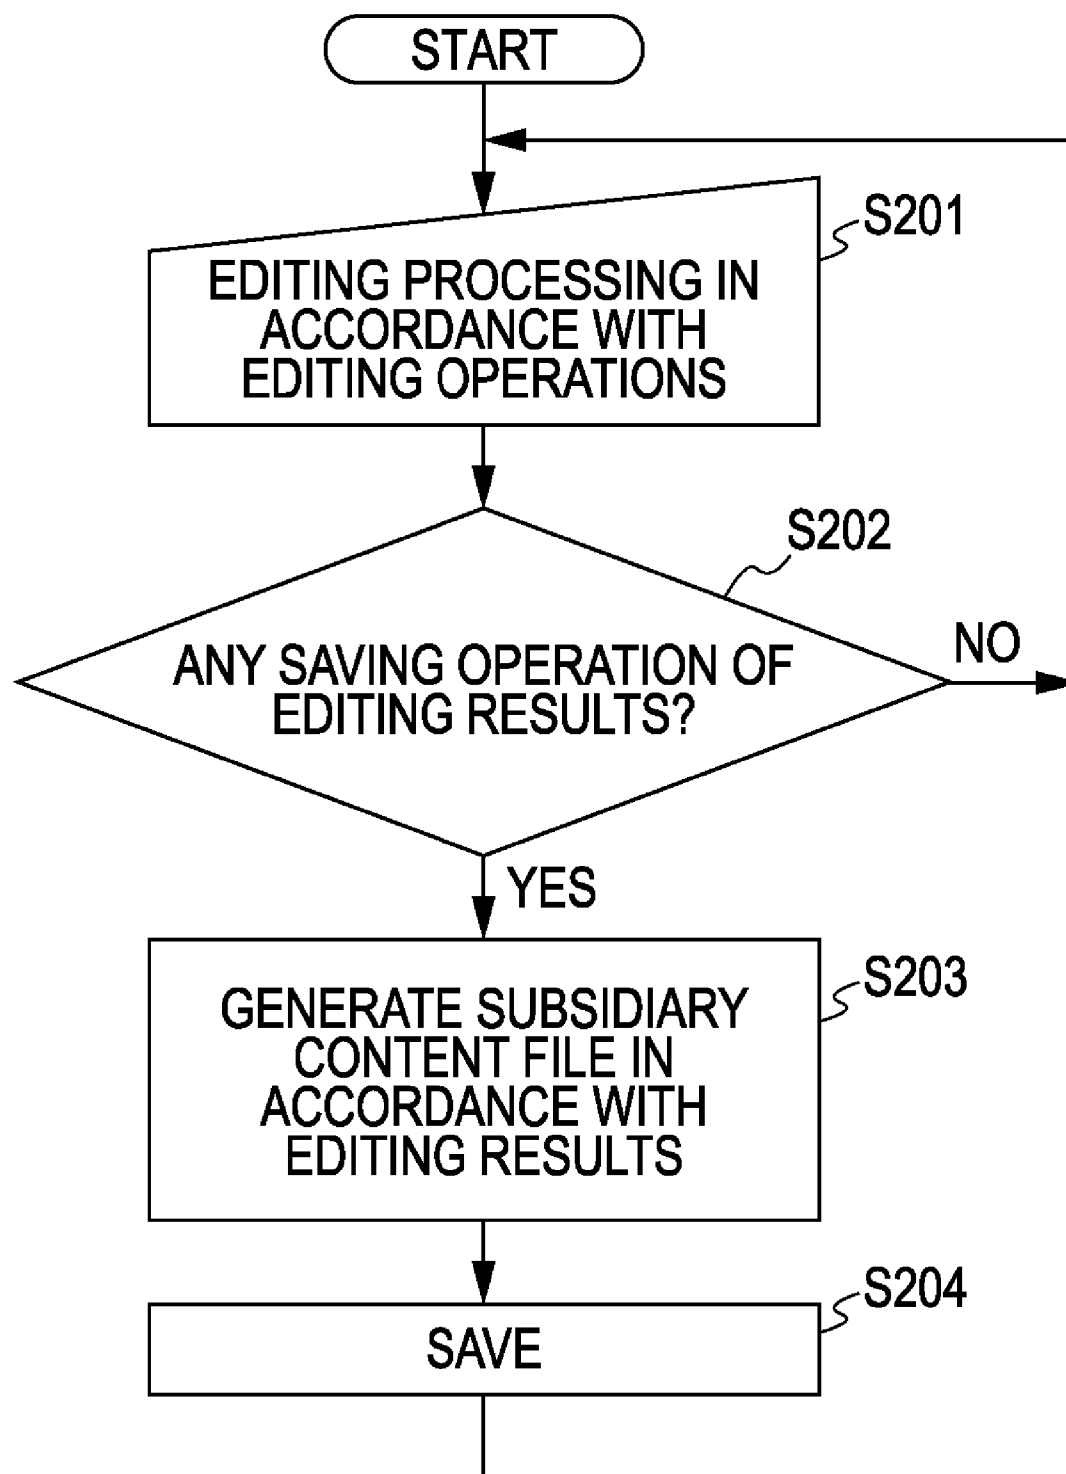 START
S201
EDITING PROCESSING IN
ACCORDANCE WITH
EDITING OPERATIONS
S202
ANY SAVING OPERATION OF
EDITING RESULTS?
NO
YES
S203
GENERATE SUBSIDIARY
CONTENT FILE IN
ACCORDANCE WITH
EDITING RESULTS
S204
SAVE